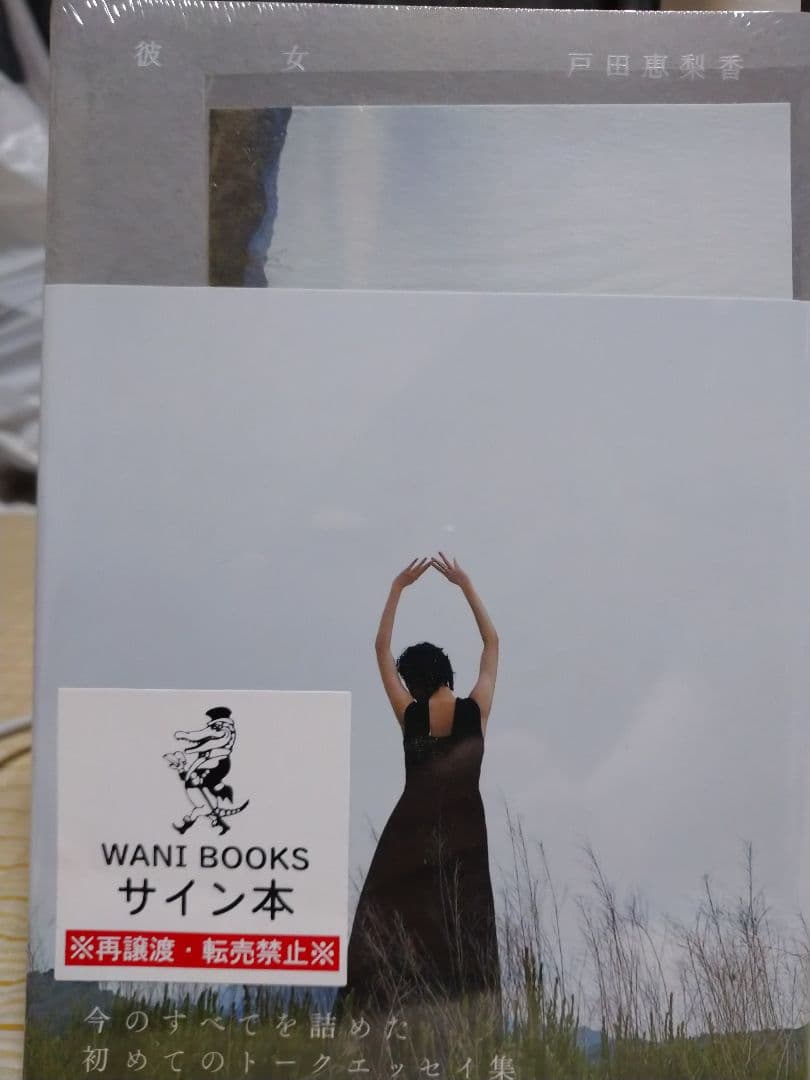 彼女 戸田恵梨香
WANI BOOKS
サイン本
※再譲渡・転売禁止※
今のすべてを詰めた
初めてのトークエッセイ集